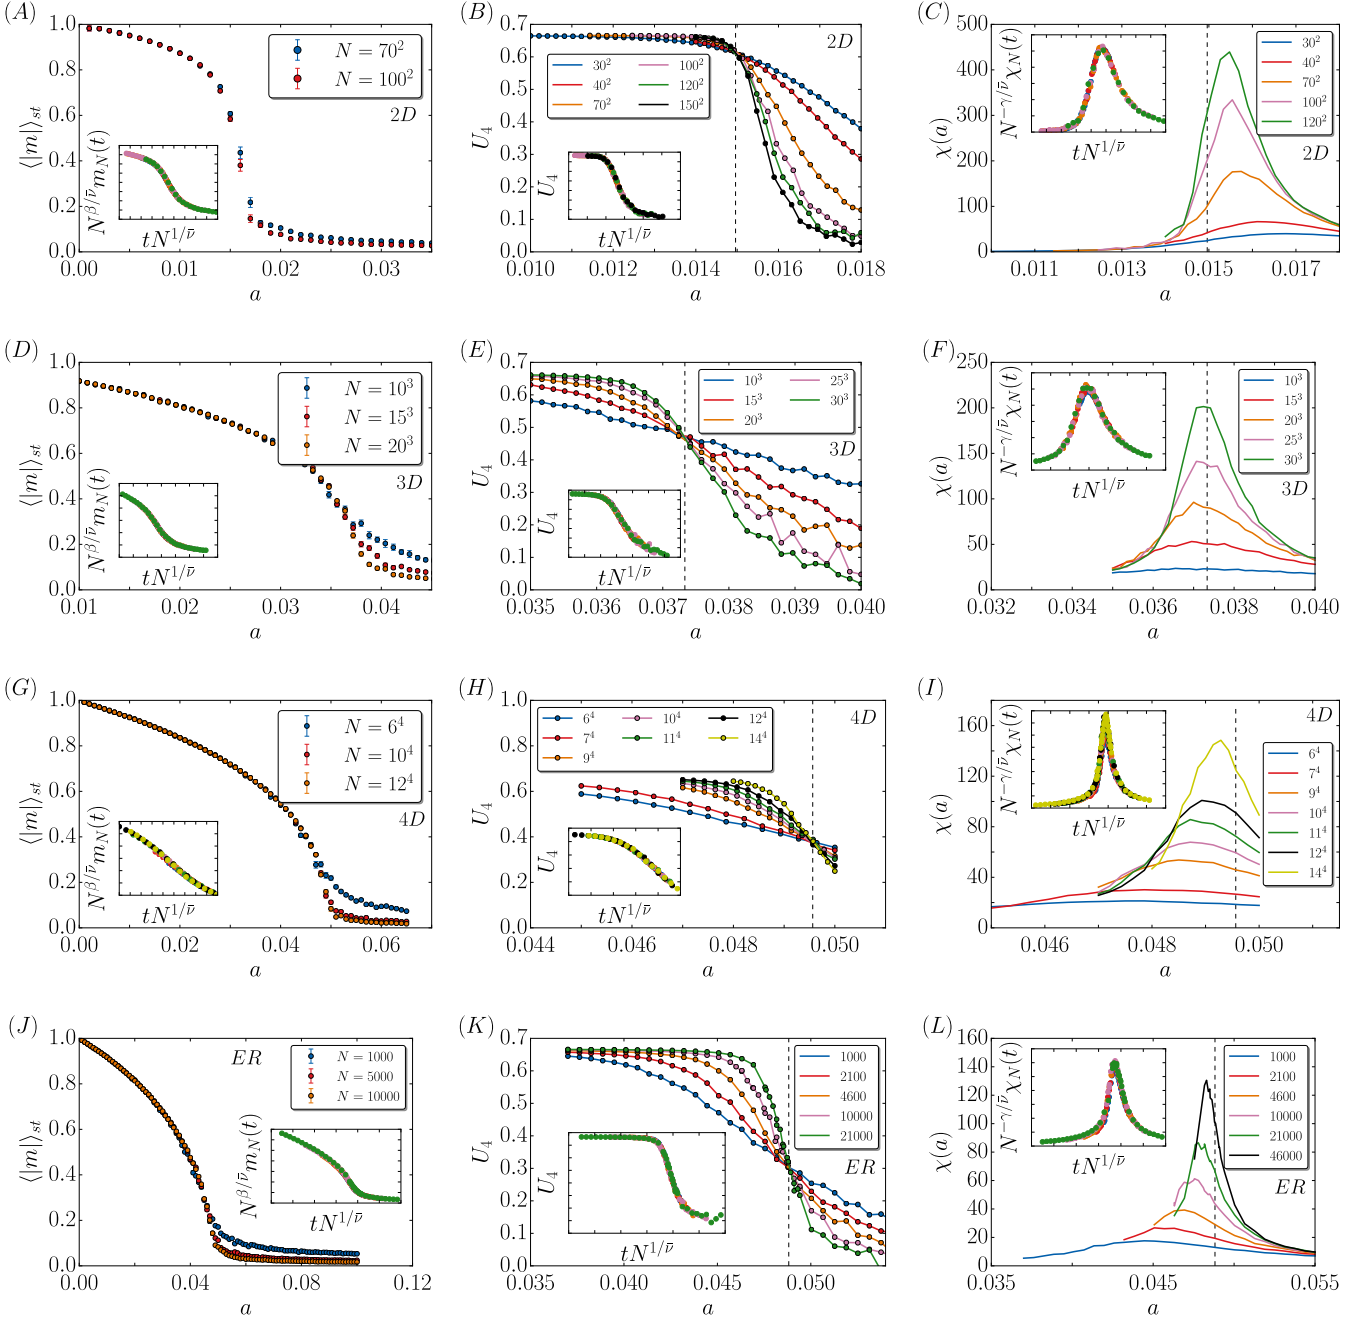 (A)
1.0
0.8
0.6
0.4
0.2
0.0
0.00 0.01 0.02 0.03
a
⟨|m|⟩st
N = 70²
N = 100²
2D
N^{β/ν̄} m_N(t)
tN^{1/ν̄}
(B)
0.7
0.6
0.5
0.4
0.3
0.2
0.1
0.0
0.010 0.012 0.014 0.016 0.018
a
U₄
2D
30² 100²
40² 120²
70² 150²
U₄
tN^{1/ν̄}
(C)
500
400
300
200
100
0
0.011 0.013 0.015 0.017
a
χ(a)
30²
40²
70²
100²
120²
2D
N^{−γ/ν̄} χ_N(t)
tN^{1/ν̄}
(D)
1.0
0.8
0.6
0.4
0.2
0.0
0.01 0.02 0.03 0.04
a
⟨|m|⟩st
N = 10³
N = 15³
N = 20³
3D
N^{β/ν̄} m_N(t)
tN^{1/ν̄}
(E)
0.7
0.6
0.5
0.4
0.3
0.2
0.1
0.0
0.035 0.036 0.037 0.038 0.039 0.040
a
U₄
10³ 25³
15³ 30³
20³
3D
U₄
tN^{1/ν̄}
(F)
250
200
150
100
50
0
0.032 0.034 0.036 0.038 0.040
a
χ(a)
10³
15³
20³
25³
30³
3D
N^{−γ/ν̄} χ_N(t)
tN^{1/ν̄}
(G)
1.0
0.8
0.6
0.4
0.2
0.0
0.00 0.02 0.04 0.06
a
⟨|m|⟩st
N = 6⁴
N = 10⁴
N = 12⁴
4D
N^{β/ν̄} m_N(t)
tN^{1/ν̄}
(H)
1.0
0.8
0.6
0.4
0.2
0.0
0.044 0.046 0.048 0.050
a
U₄
6⁴ 10⁴ 12⁴
7⁴ 11⁴ 14⁴
9⁴
4D
U₄
tN^{1/ν̄}
(I)
160
120
80
40
0
0.046 0.048 0.050
a
χ(a)
4D
6⁴
7⁴
9⁴
10⁴
11⁴
12⁴
14⁴
N^{−γ/ν̄} χ_N(t)
tN^{1/ν̄}
(J)
1.0
0.8
0.6
0.4
0.2
0.0
0.00 0.04 0.08 0.12
a
⟨|m|⟩st
ER
N = 1000
N = 5000
N = 10000
N^{β/ν̄} m_N(t)
tN^{1/ν̄}
(K)
0.7
0.6
0.5
0.4
0.3
0.2
0.1
0.0
0.035 0.040 0.045 0.050
a
U₄
1000
2100
4600
10000
21000
ER
U₄
tN^{1/ν̄}
(L)
160
140
120
100
80
60
40
20
0
0.035 0.045 0.055
a
χ(a)
1000
2100
4600
10000
21000
46000
ER
N^{−γ/ν̄} χ_N(t)
tN^{1/ν̄}